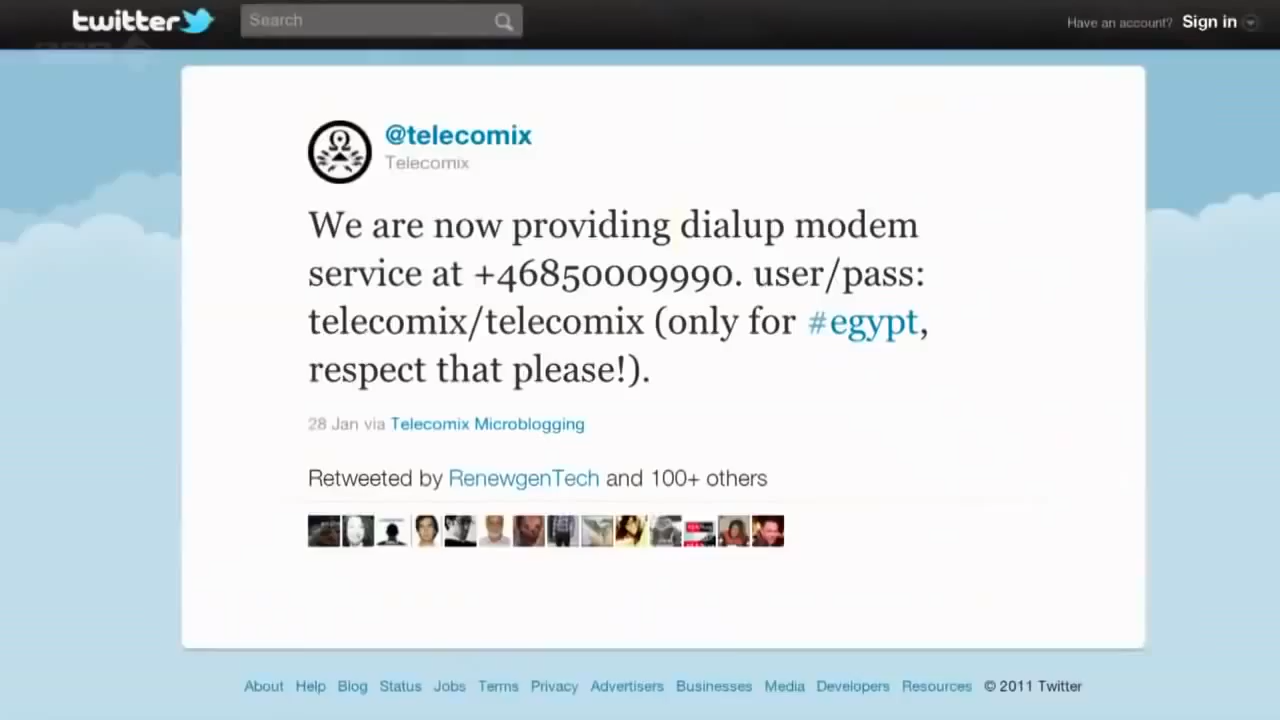 twitter
Search
Have an account? Sign in
@telecomix
Telecomix
We are now providing dialup modem
service at +46850009990. user/pass:
telecomix/telecomix (only for #egypt,
respect that please!).
28 Jan via Telecomix Microblogging
Retweeted by RenewgenTech and 100+ others
About Help Blog Status Jobs Terms Privacy Advertisers Businesses Media Developers Resources © 2011 Twitter